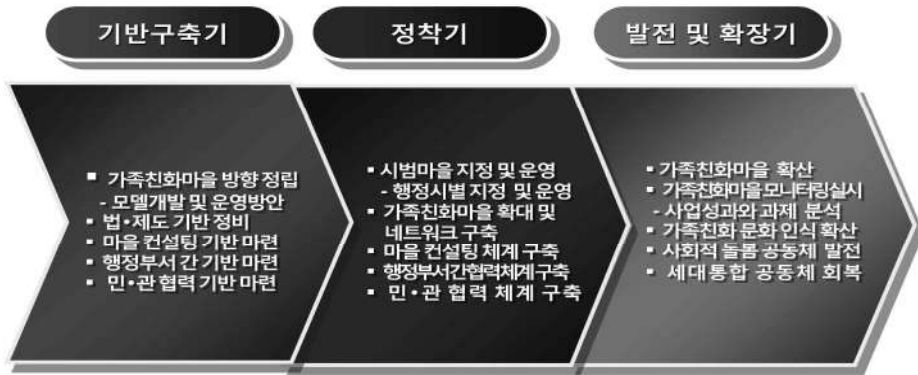 기반구축기
정착기
발전 및 확장기
▪ 가족친화마을 방향 정립
- 모델개발 및 운영방안
▪ 법·제도 기반 정비
▪ 마을 컨설팅 기반 마련
▪ 행정부서 간 기반 마련
▪ 민·관 협력 기반 마련
▪ 시범마을 지정 및 운영
- 행정시별 지정 및 운영
▪ 가족친화마을 확대 및
네트워크 구축
▪ 마을 컨설팅 체계 구축
▪ 행정부서간협력체계 구축
▪ 민·관 협력 체계 구축
▪ 가족친화마을 확산
▪ 가족친화마을모니터링실시
- 사업성과와 과제 분석
▪ 가족친화 문화 인식 확산
▪ 사회적 돌봄 공동체 발전
▪ 세대통합 공동체 회복